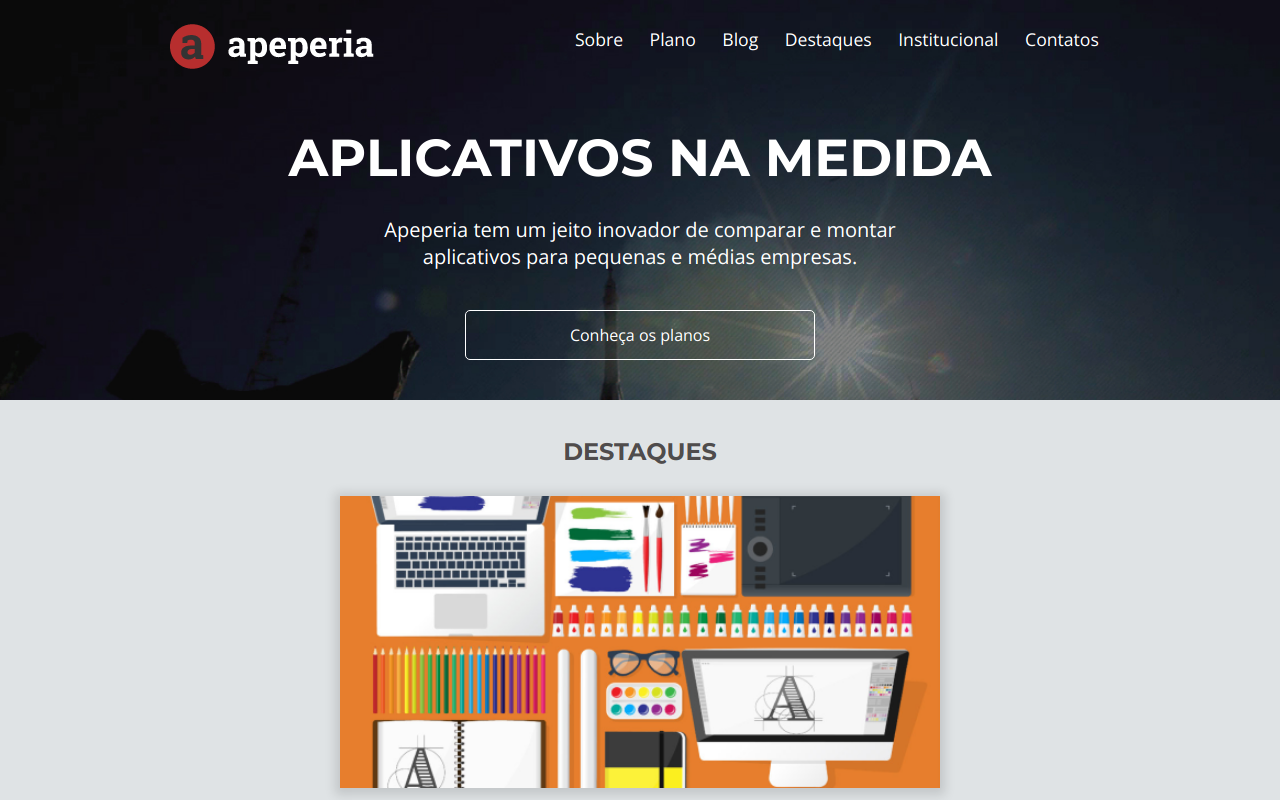 a apeperia
Sobre Plano Blog Destaques Institucional Contatos
APLICATIVOS NA MEDIDA
Apeperia tem um jeito inovador de comparar e montar
aplicativos para pequenas e médias empresas.
Conheça os planos
DESTAQUES
A
A